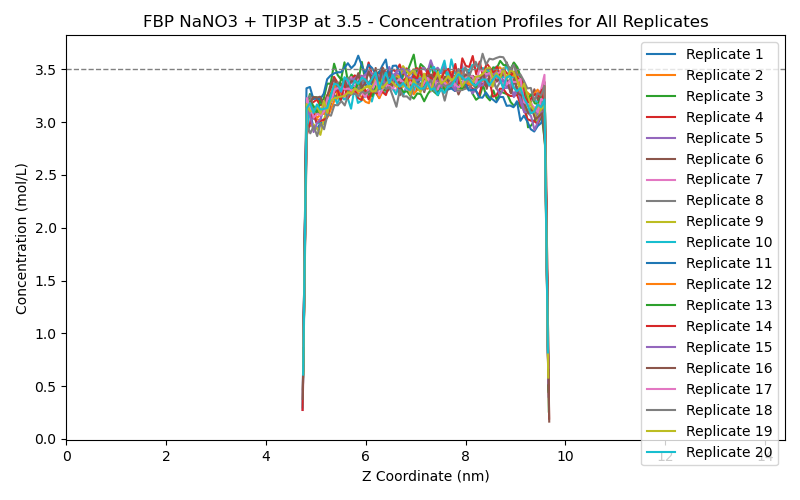 FBP NaNO3 + TIP3P at 3.5 - Concentration Profiles for All Replicates
Concentration (mol/L)
3.5
3.0
2.5
2.0
1.5
1.0
0.5
0.0
0 2 4 6 8 10 12 14
Z Coordinate (nm)
Replicate 1
Replicate 2
Replicate 3
Replicate 4
Replicate 5
Replicate 6
Replicate 7
Replicate 8
Replicate 9
Replicate 10
Replicate 11
Replicate 12
Replicate 13
Replicate 14
Replicate 15
Replicate 16
Replicate 17
Replicate 18
Replicate 19
Replicate 20